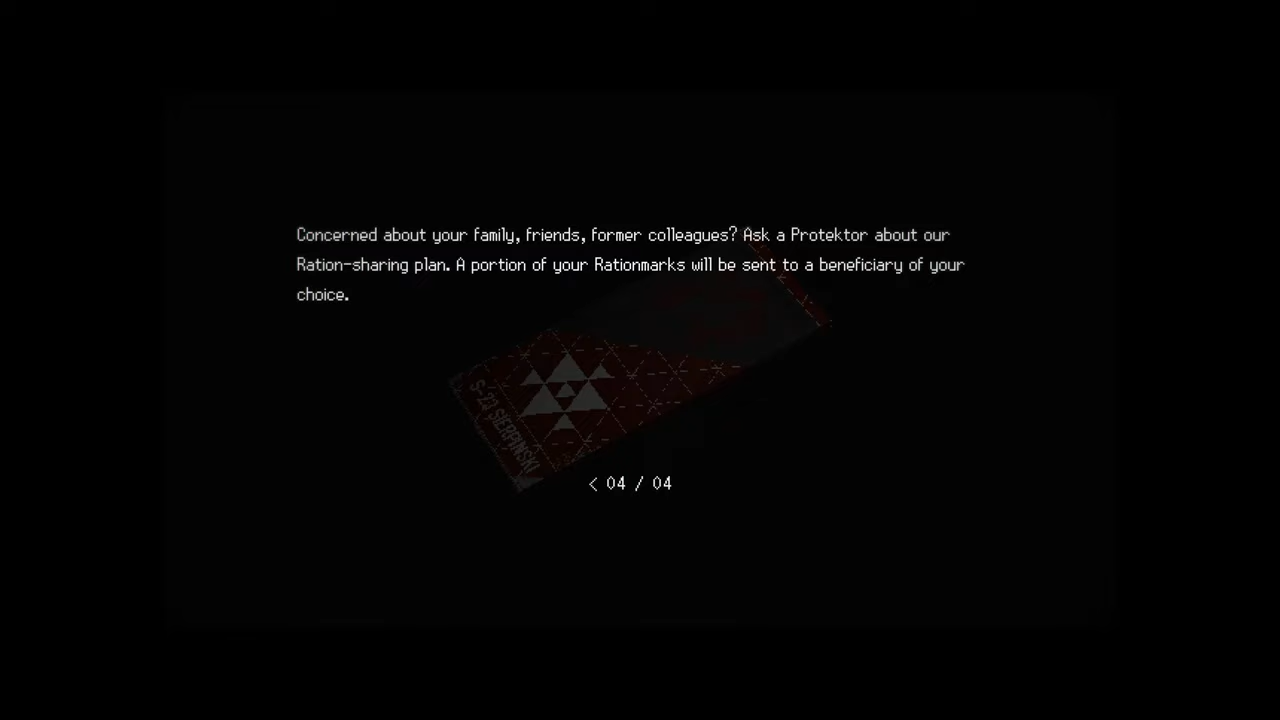 Concerned about your family, friends, former colleagues? Ask a Protektor about our
Ration-sharing plan. A portion of your Rationmarks will be sent to a beneficiary of your
choice.
S-23 SIERPINSKI
< 04 / 04